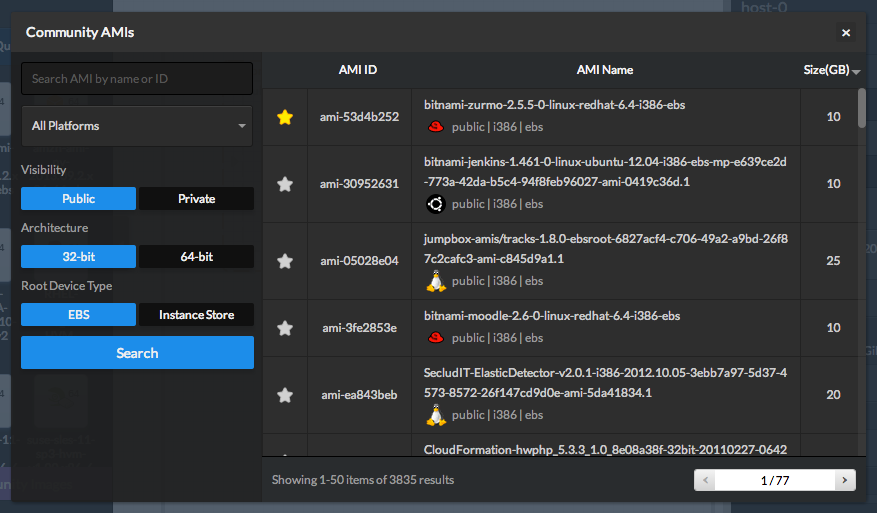 host-0
Community AMIs
×
Search AMI by name or ID
All Platforms
Visibility
Public
Private
Architecture
32-bit
64-bit
Root Device Type
EBS
Instance Store
Search
AMI ID
AMI Name
Size(GB)
ami-53d4b252
bitnami-zurmo-2.5.5-0-linux-redhat-6.4-i386-ebs
public | i386 | ebs
10
ami-30952631
bitnami-jenkins-1.461-0-linux-ubuntu-12.04-i386-ebs-mp-e639ce2d
-773a-42da-b5c4-94f8feb96027-ami-0419c36d.1
public | i386 | ebs
10
ami-05028e04
jumpbox-amis/tracks-1.8.0-ebsroot-6827acf4-c706-49a2-a9bd-26f8
7c2cafc3-ami-c845d9a1.1
public | i386 | ebs
25
ami-3fe2853e
bitnami-moodle-2.6-0-linux-redhat-6.4-i386-ebs
public | i386 | ebs
10
ami-ea843beb
SecludIT-ElasticDetector-v2.0.1-i386-2012.10.05-3ebb7a97-5d37-4
573-8572-26f147cd9d0e-ami-5da41834.1
public | i386 | ebs
20
CloudFormation-hwphp_5.3.3_1.0_8e08a38f-32bit-20110227-0642
Showing 1-50 items of 3835 results
< 1 / 77 >